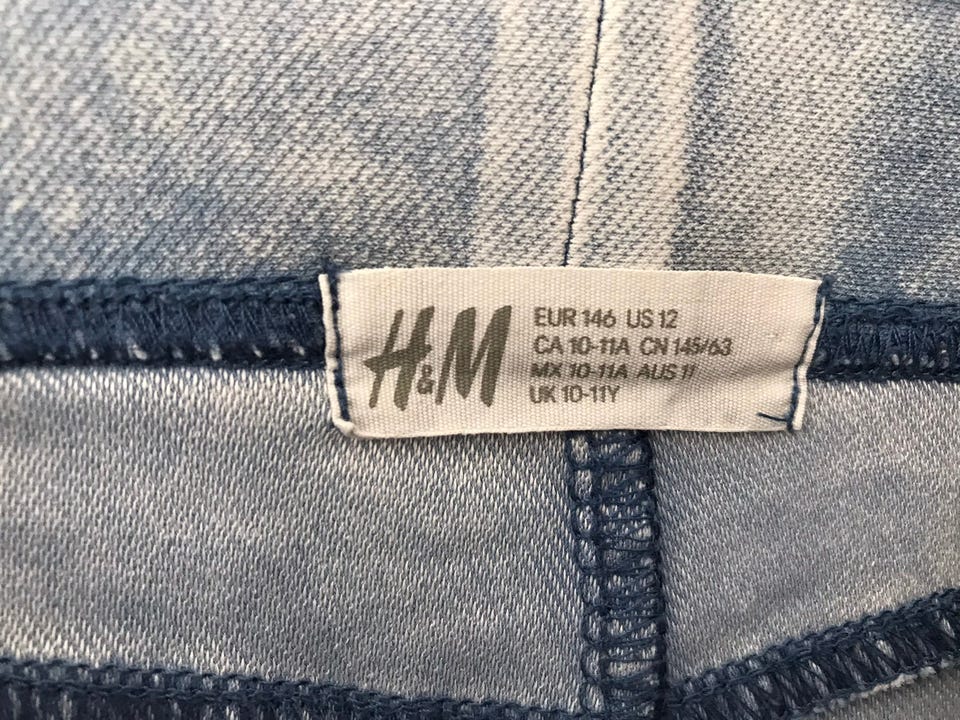 H&M
EUR 146 US 12
CA 10-11A CN 145/63
MX 10-11A AUS 11
UK 10-11Y